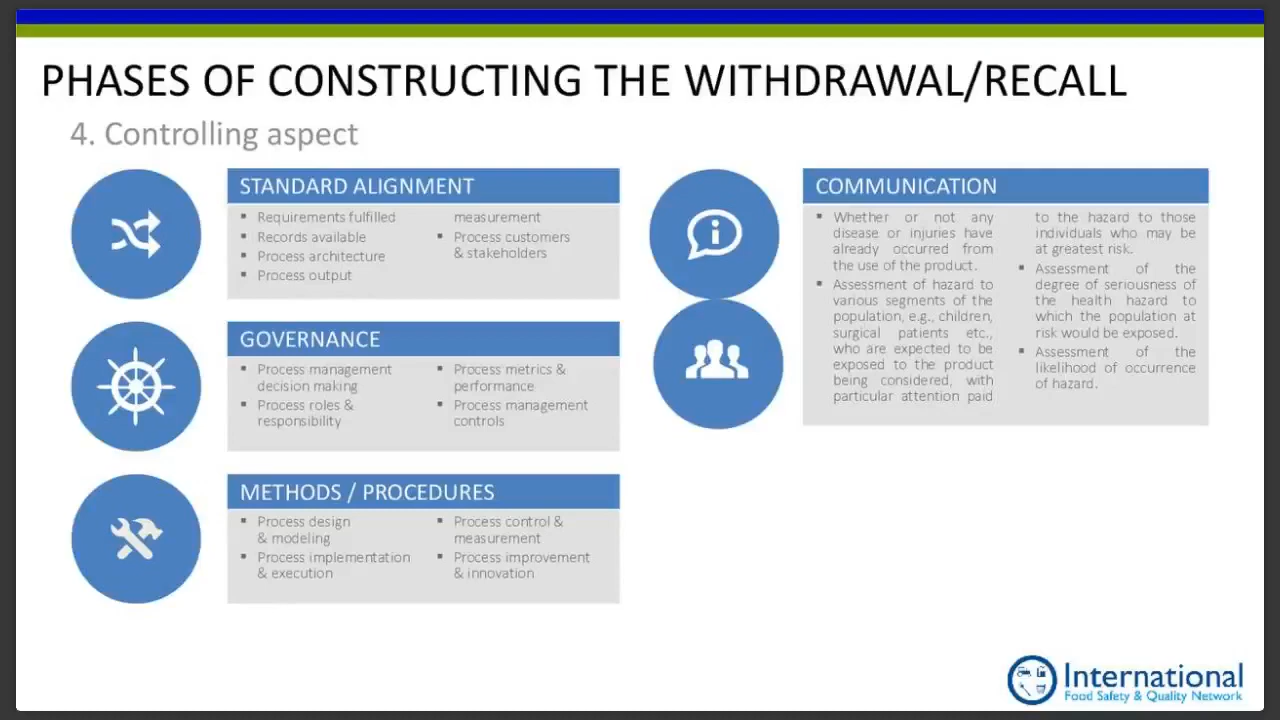 PHASES OF CONSTRUCTING THE WITHDRAWAL/RECALL
4. Controlling aspect
STANDARD ALIGNMENT
▪ Requirements fulfilled
▪ Records available
▪ Process architecture
▪ Process output
measurement
▪ Process customers
& stakeholders
GOVERNANCE
▪ Process management
decision making
▪ Process roles &
responsibility
▪ Process metrics &
performance
▪ Process management
controls
METHODS / PROCEDURES
▪ Process design
& modeling
▪ Process implementation
& execution
▪ Process control &
measurement
▪ Process improvement
& innovation
COMMUNICATION
▪ Whether or not any
disease or injuries have
already occurred from
the use of the product.
▪ Assessment of hazard to
various segments of the
population, e.g., children,
surgical patients etc.,
who are expected to be
exposed to the product
being considered, with
particular attention paid
to the hazard to those
individuals who may be
at greatest risk.
▪ Assessment of the
degree of seriousness of
the health hazard to
which the population at
risk would be exposed.
▪ Assessment of the
likelihood of occurrence
of hazard.
International
Food Safety & Quality Network